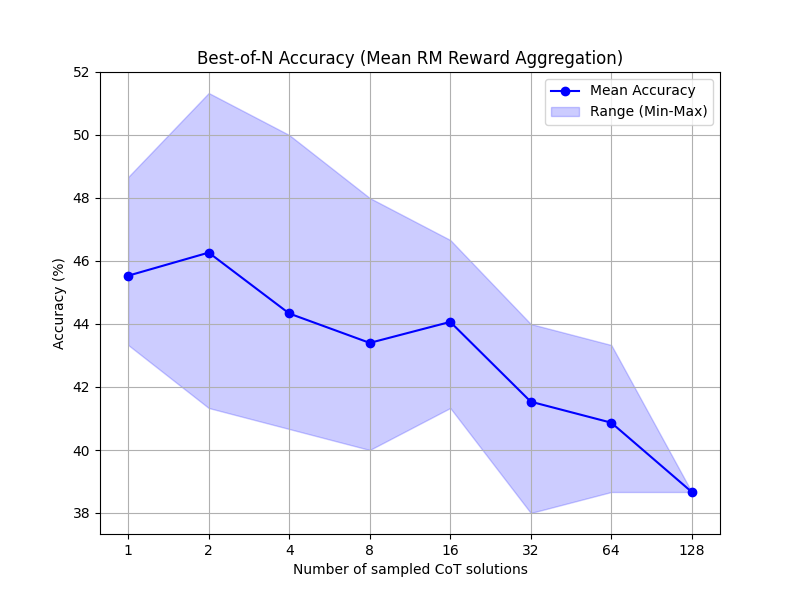 Best-of-N Accuracy (Mean RM Reward Aggregation)
Mean Accuracy
Range (Min-Max)
Accuracy (%)
52
50
48
46
44
42
40
38
1 2 4 8 16 32 64 128
Number of sampled CoT solutions